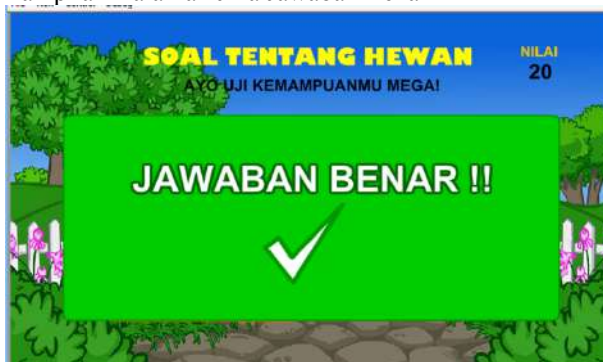 SOAL TENTANG HEWAN
NILAI
20
AYO UJI KEMAMPUANMU MEGA!
JAWABAN BENAR !!